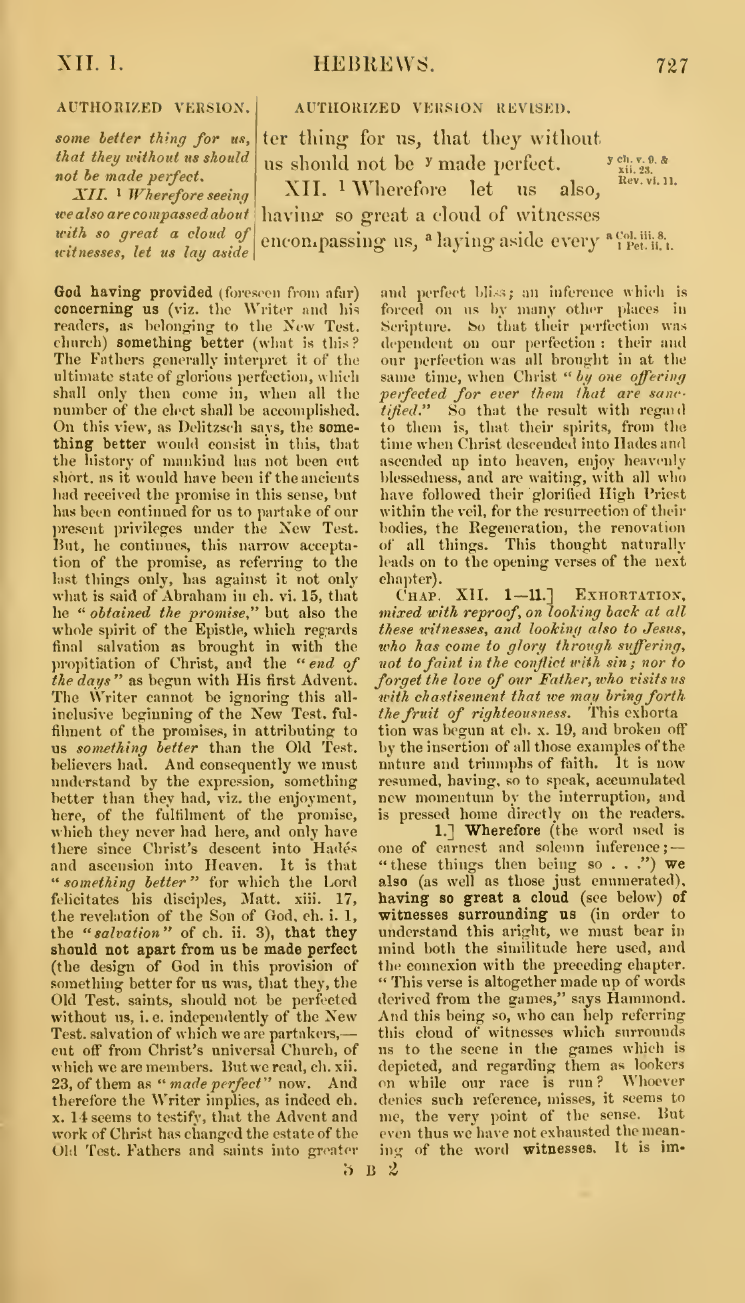 XII. 1.
HEBREWS.
727
AUTHORIZED VERSION.
some better thing for us,
that they without us should
not be made perfect.
XII. 1 Wherefore seeing
we also are compassed about
with so great a cloud of
witnesses, let us lay aside
AUTHORIZED VERSION REVISED.
ter thing for us, that they without
us should not be y made perfect.
XII. 1 Wherefore let us also,
having so great a cloud of witnesses
encompassing us, a laying aside every
y ch. v. 9. &
xii. 23.
Rev. vi. 11.
a Col. iii. 8.
1 Pet. ii. 1.
God having provided (foreseen from afar)
concerning us (viz. the Writer and his
readers, as belonging to the New Test.
church) something better (what is this?
The Fathers generally interpret it of the
ultimate state of glorious perfection, which
shall only then come in, when all the
number of the elect shall be accomplished.
On this view, as Delitzsch says, the some-
thing better would consist in this, that
the history of mankind has not been cut
short, as it would have been if the ancients
had received the promise in this sense, but
has been continued for us to partake of our
present privileges under the New Test.
But, he continues, this narrow accepta-
tion of the promise, as referring to the
last things only, has against it not only
what is said of Abraham in ch. vi. 15, that
he “ obtained the promise,” but also the
whole spirit of the Epistle, which regards
final salvation as brought in with the
propitiation of Christ, and the “ end of
the days” as begun with His first Advent.
The Writer cannot be ignoring this all-
inclusive beginning of the New Test. ful-
filment of the promises, in attributing to
us something better than the Old Test.
believers had. And consequently we must
understand by the expression, something
better than they had, viz. the enjoyment,
here, of the fulfilment of the promise,
which they never had here, and only have
there since Christ's descent into Hadés
and ascension into Heaven. It is that
“ something better ” for which the Lord
felicitates his disciples, Matt. xiii. 17,
the revelation of the Son of God, ch. i. 1,
the “salvation” of ch. ii. 3), that they
should not apart from us be made perfect
(the design of God in this provision of
something better for us was, that they, the
Old Test. saints, should not be perfected
without us, i. e. independently of the New
Test. salvation of which we are partakers,—
cut off from Christ's universal Church, of
which we are members. But we read, ch. xii.
23, of them as “ made perfect” now. And
therefore the Writer implies, as indeed ch.
x. 14 seems to testify, that the Advent and
work of Christ has changed the estate of the
Old Test. Fathers and saints into greater
and perfect bliss; an inference which is
forced on us by many other places in
Scripture. So that their perfection was
dependent on our perfection : their and
our perfection was all brought in at the
same time, when Christ “ by one offering
perfected for ever them that are sanc-
tified.” So that the result with regard
to them is, that their spirits, from the
time when Christ descended into Hades and
ascended up into heaven, enjoy heavenly
blessedness, and are waiting, with all who
have followed their glorified High Priest
within the veil, for the resurrection of their
bodies, the Regeneration, the renovation
of all things. This thought naturally
leads on to the opening verses of the next
chapter).
CHAP. XII. 1—11.] EXHORTATION,
mixed with reproof, on looking back at all
these witnesses, and looking also to Jesus,
who has come to glory through suffering,
not to faint in the conflict with sin; nor to
forget the love of our Father, who visits us
with chastisement that we may bring forth
the fruit of righteousness. This exhorta
tion was begun at ch. x. 19, and broken off
by the insertion of all those examples of the
nature and triumphs of faith. It is now
resumed, having, so to speak, accumulated
new momentum by the interruption, and
is pressed home directly on the readers.
1.] Wherefore (the word used is
one of earnest and solemn inference;—
“these things then being so . . .”) we
also (as well as those just enumerated),
having so great a cloud (see below) of
witnesses surrounding us (in order to
understand this aright, we must bear in
mind both the similitude here used, and
the connexion with the preceding chapter.
“ This verse is altogether made up of words
derived from the games,” says Hammond.
And this being so, who can help referring
this cloud of witnesses which surrounds
us to the scene in the games which is
depicted, and regarding them as lookers
on while our race is run? Whoever
denies such reference, misses, it seems to
me, the very point of the sense. But
even thus we have not exhausted the mean-
ing of the word witnesses. It is im-
5 B 2